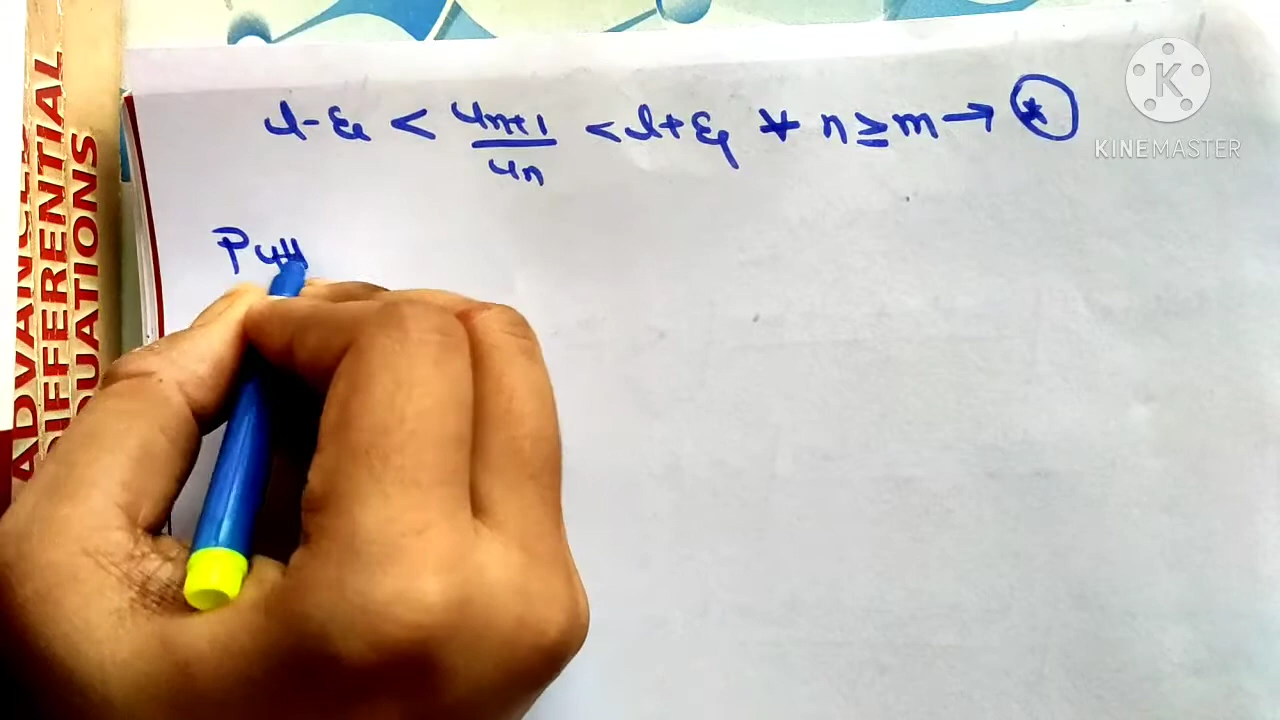 l-ε₁ < uₙ₊₁/uₙ < l+ε₁ ∀ n ≥ m → *
KINEMASTER
ADVANCED
DIFFERENTIAL
EQUATIONS